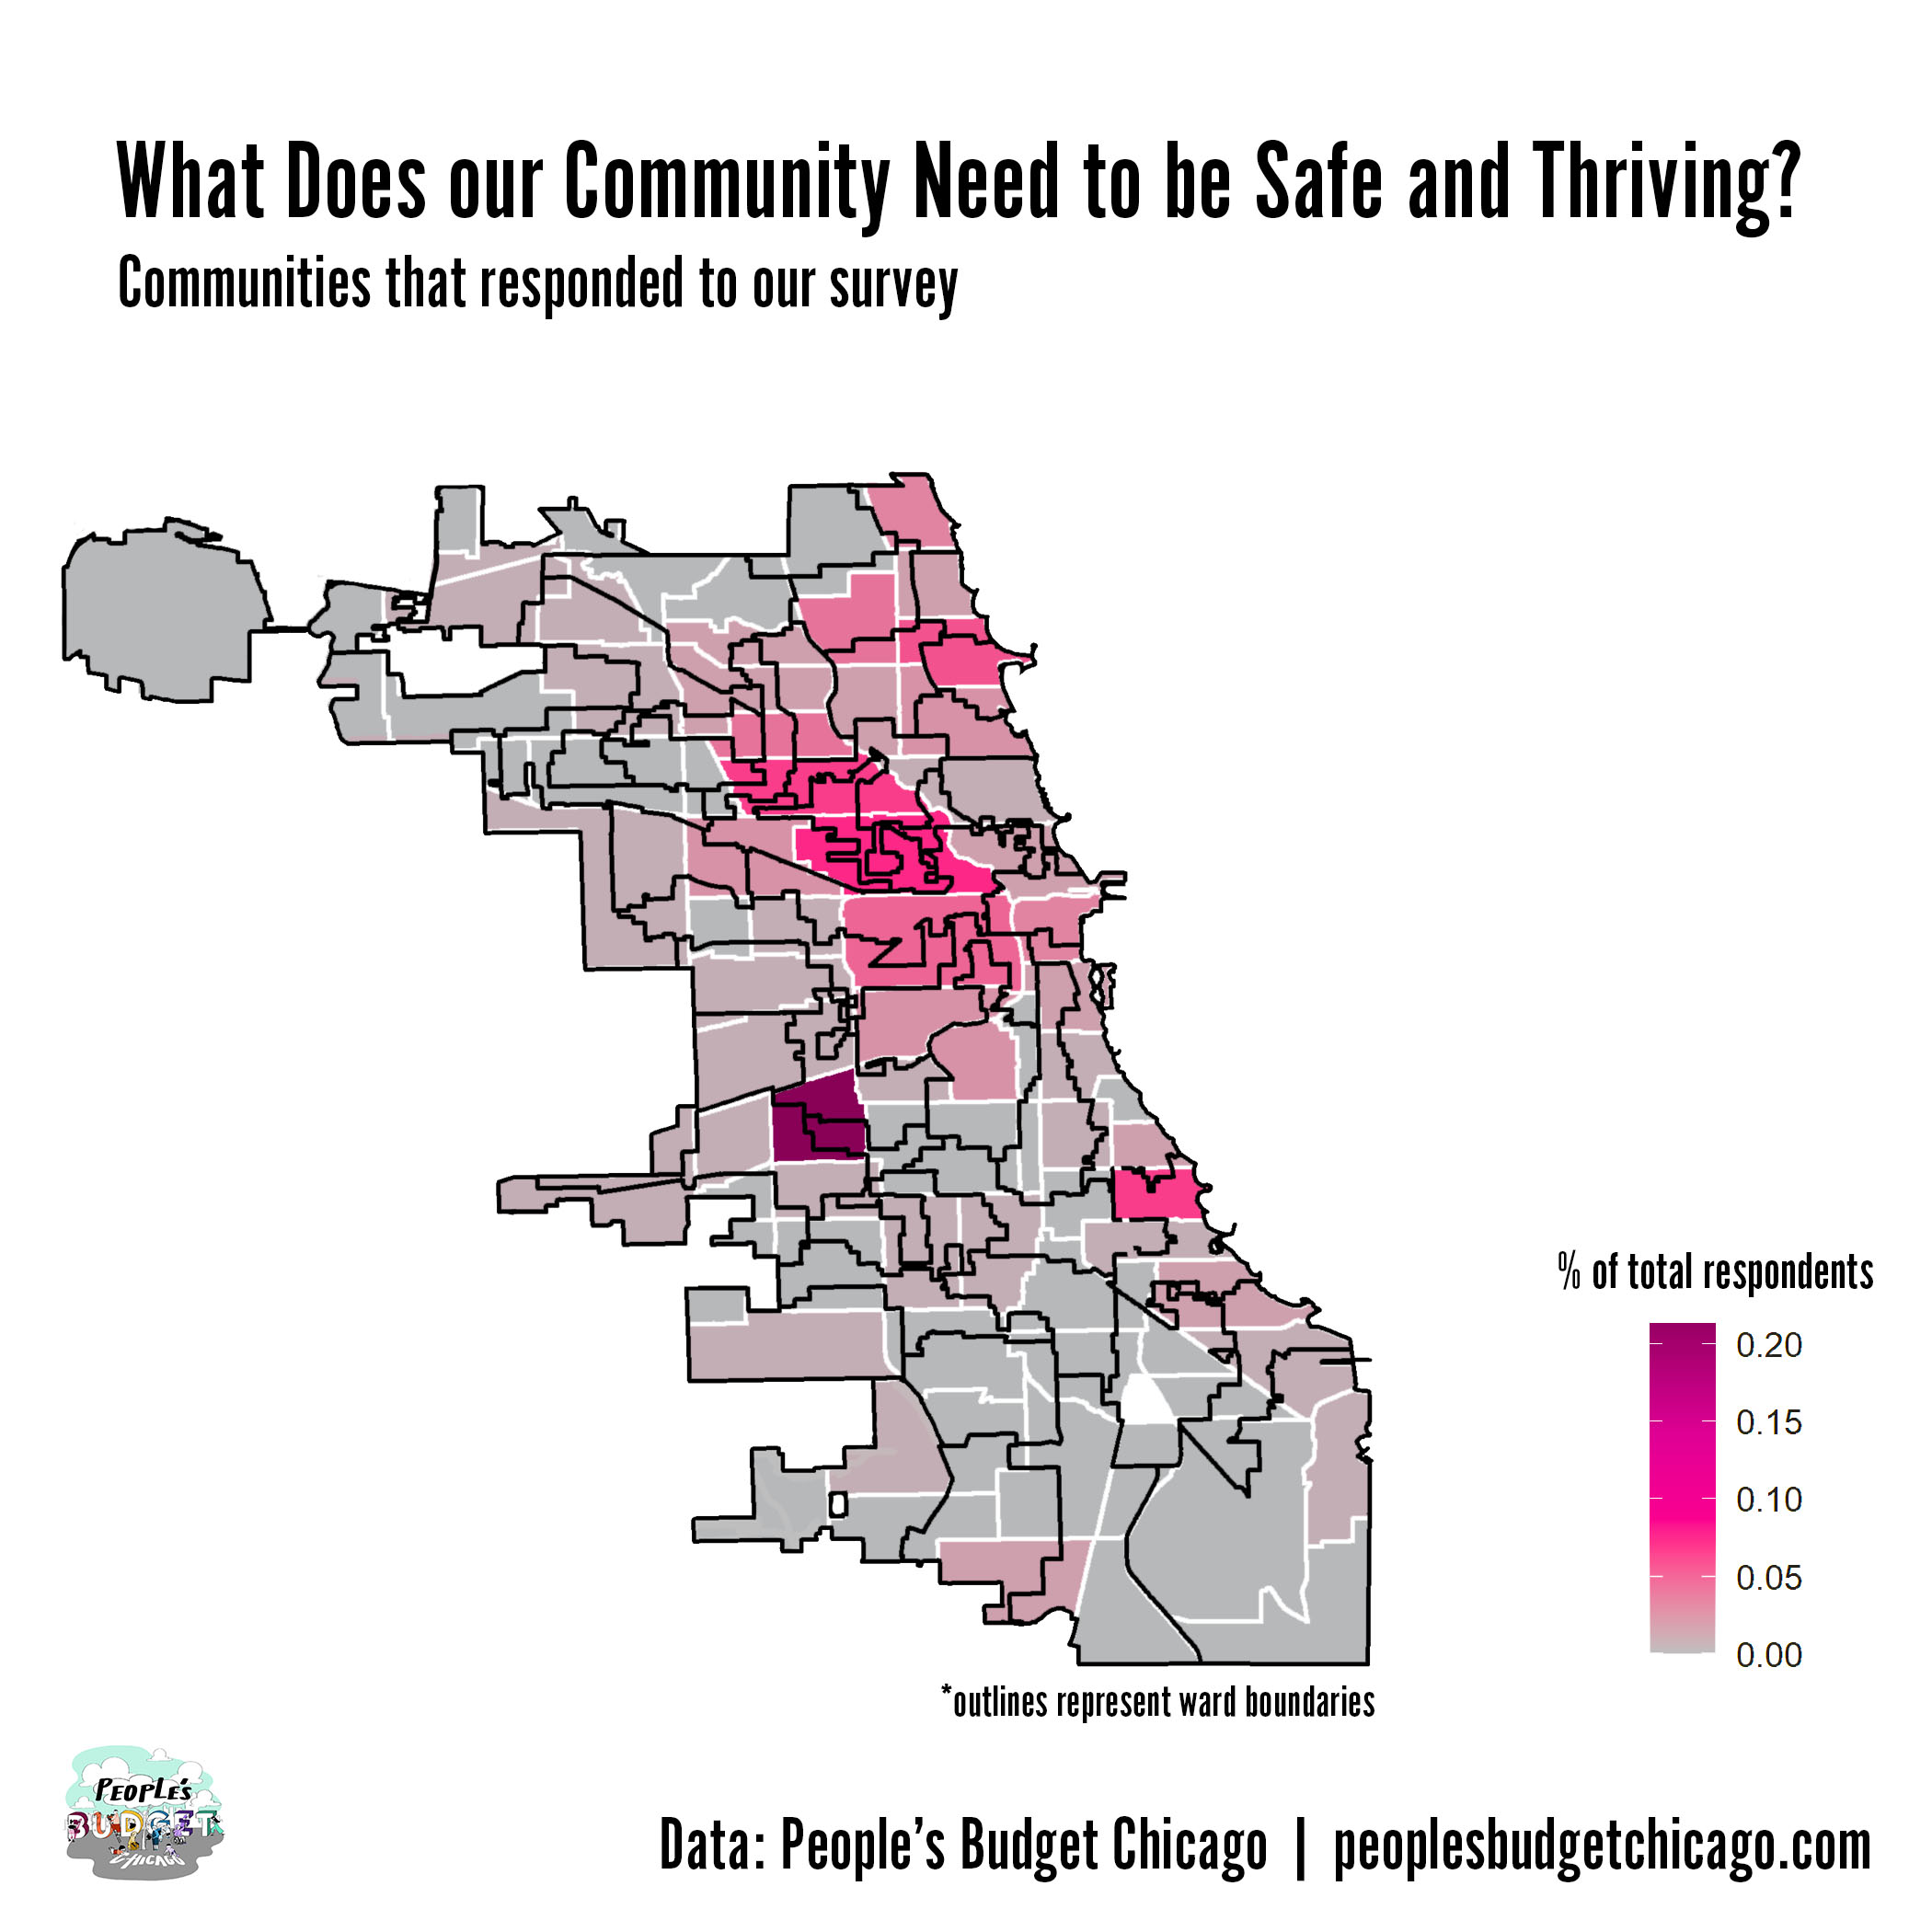 What Does our Community Need to be Safe and Thriving?
Communities that responded to our survey
% of total respondents
0.20
0.15
0.10
0.05
0.00
*outlines represent ward boundaries
PEOPLE'S
BUDGET
CHICAGO
Data: People’s Budget Chicago | peoplesbudgetchicago.com